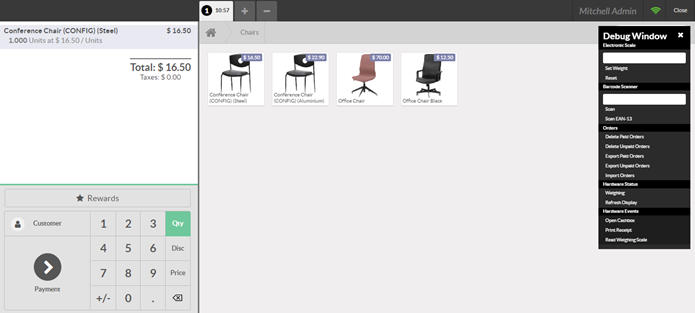 1 10:57
Mitchell Admin
Close
Conference Chair (CONFIG) (Steel) $ 16.50
1.000 Units at $ 16.50 / Units
Total: $ 16.50
Taxes: $ 0.00
Rewards
Customer
1 2 3 Qty
4 5 6 Disc
7 8 9 Price
+/- 0 .
Payment
Chairs
$ 16.50
Conference Chair
(CONFIG) (Steel)
$ 22.90
Conference Chair
(CONFIG) (Aluminium)
$ 70.00
Office Chair
$ 12.50
Office Chair Black
Debug Window
Electronic Scale
Set Weight
Reset
Barcode Scanner
Scan
Scan EAN-13
Orders
Delete Paid Orders
Delete Unpaid Orders
Export Paid Orders
Export Unpaid Orders
Import Orders
Hardware Status
Weighing
Refresh Display
Hardware Events
Open Cashbox
Print Receipt
Read Weighing Scale